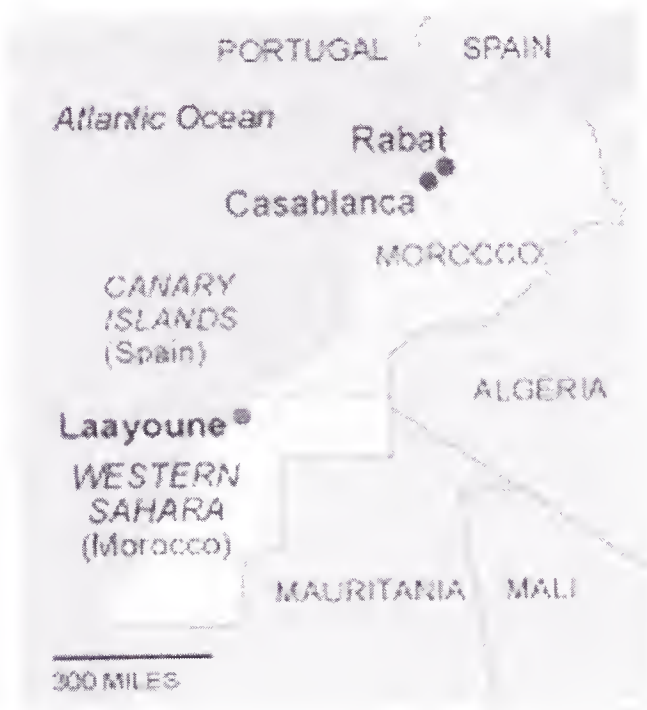 PORTUGAL
SPAIN
Atlantic Ocean
Rabat
Casablanca
MOROCCO
CANARY
ISLANDS
(Spain)
ALGERIA
Laayoune
WESTERN
SAHARA
(Morocco)
MAURITANIA
MALI
300 MILES